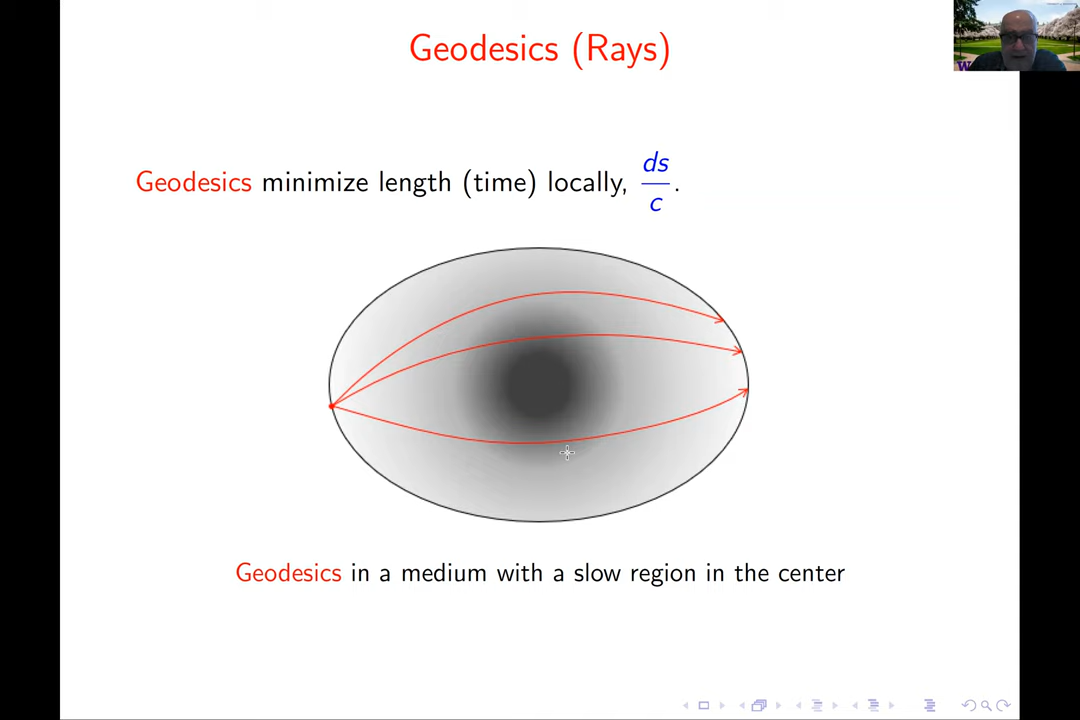 Geodesics (Rays)
Geodesics minimize length (time) locally, ds/c.
Geodesics in a medium with a slow region in the center
W